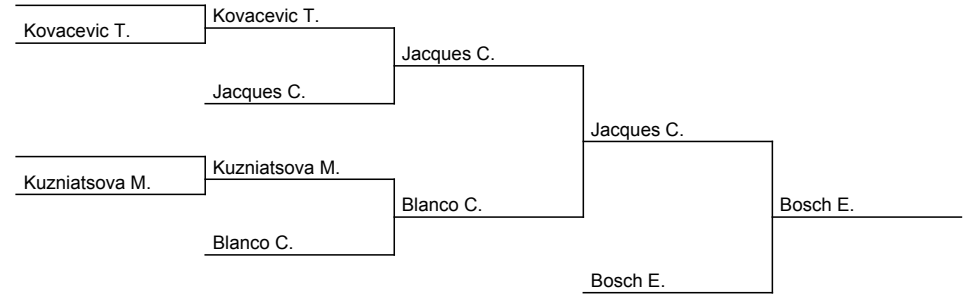 Kovacevic T.
Kovacevic T.
Jacques C.
Jacques C.
Jacques C.
Kuzniatsova M.
Kuzniatsova M.
Blanco C.
Bosch E.
Blanco C.
Bosch E.